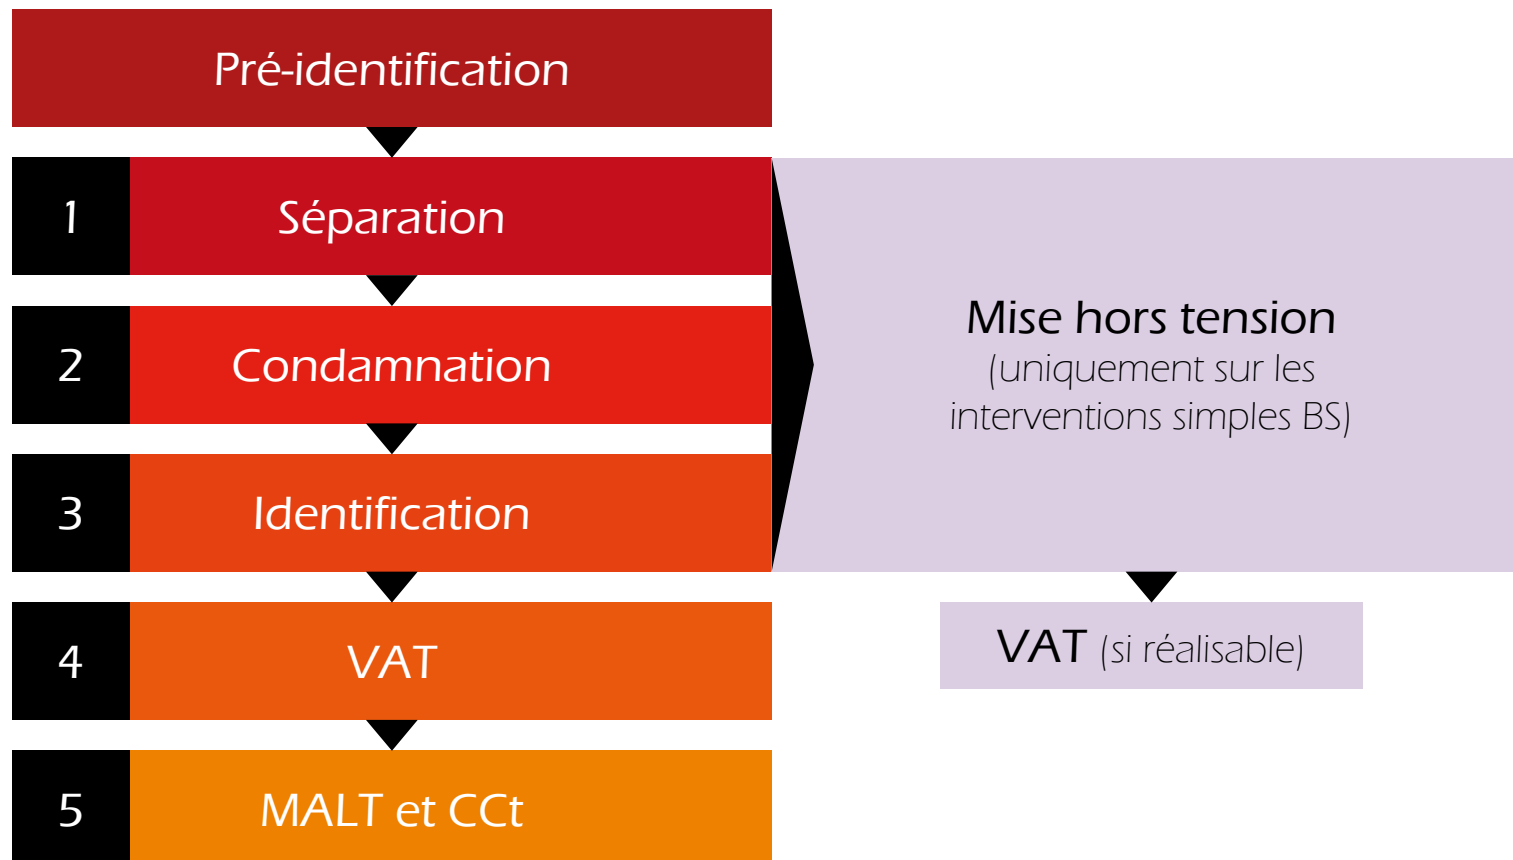 Pré-identification
1 Séparation
2 Condamnation
3 Identification
4 VAT
5 MALT et CCt
Mise hors tension
(uniquement sur les
interventions simples BS)
VAT (si réalisable)